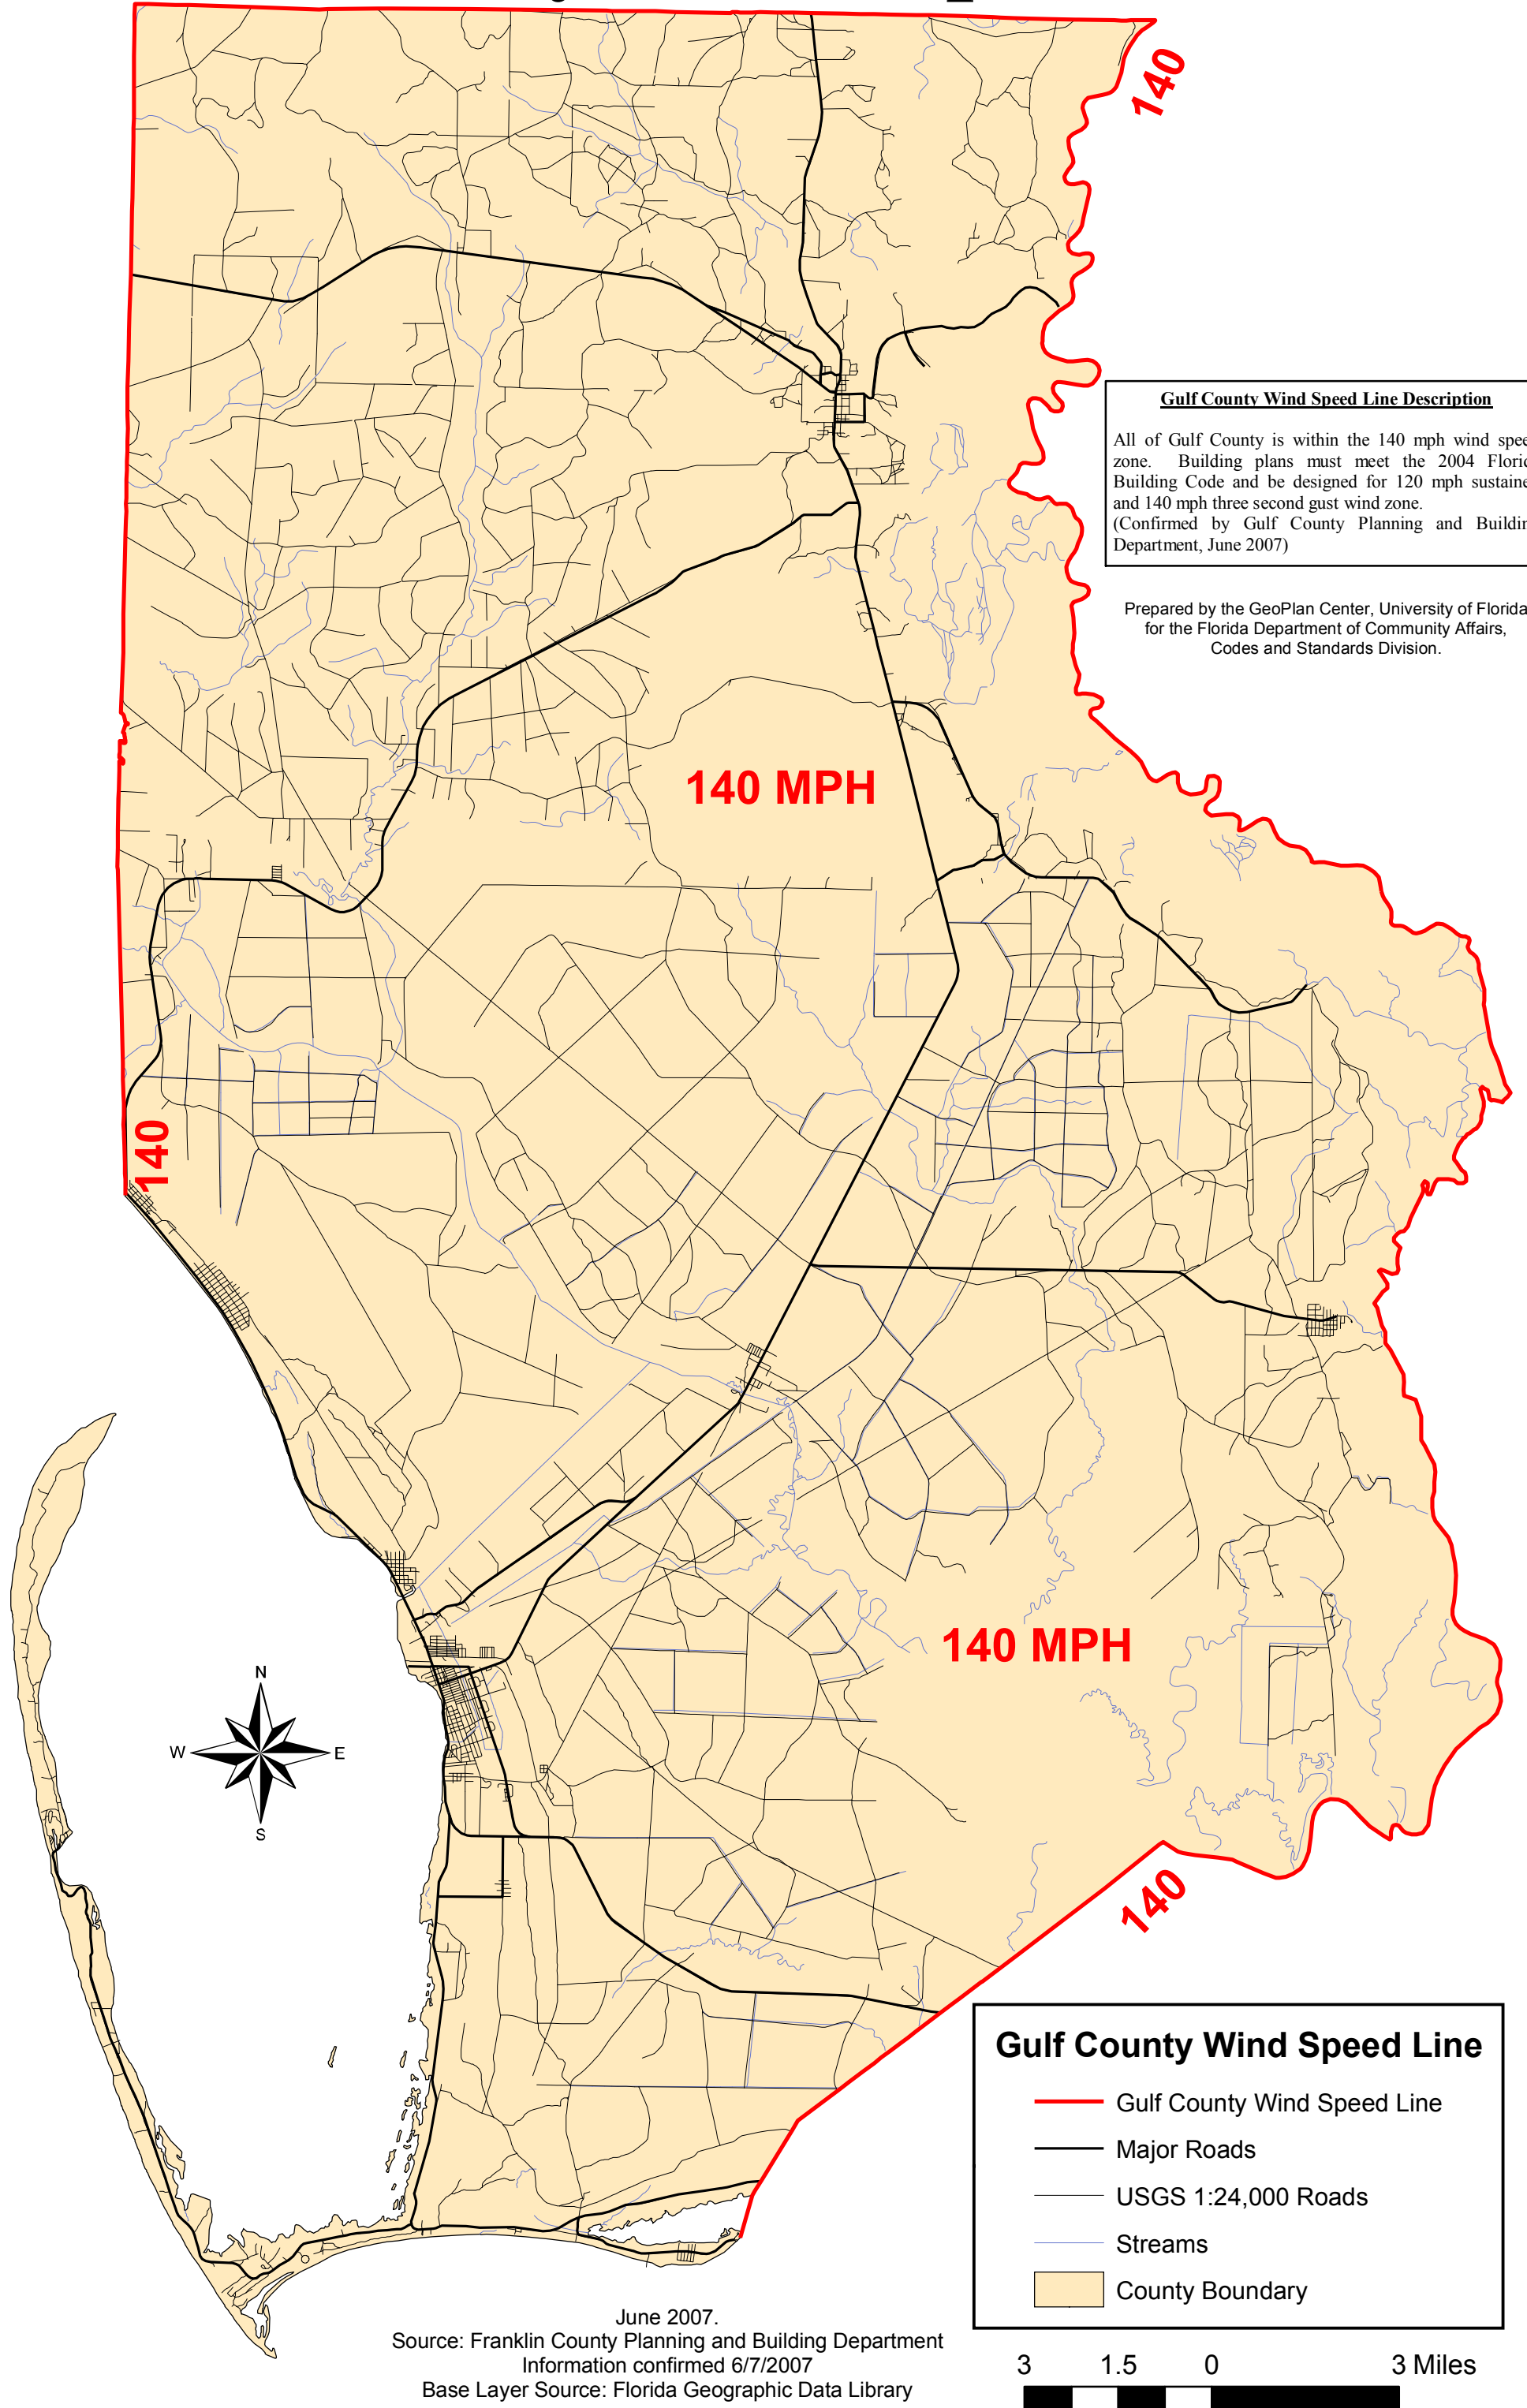 140
Gulf County Wind Speed Line Description
All of Gulf County is within the 140 mph wind spee
zone. Building plans must meet the 2004 Florid
Building Code and be designed for 120 mph sustaine
and 140 mph three second gust wind zone.
(Confirmed by Gulf County Planning and Buildin
Department, June 2007)
Prepared by the GeoPlan Center, University of Florida
for the Florida Department of Community Affairs,
Codes and Standards Division.
140 MPH
140
140 MPH
N
W
E
S
140
Gulf County Wind Speed Line
Gulf County Wind Speed Line
Major Roads
USGS 1:24,000 Roads
Streams
County Boundary
June 2007.
Source: Franklin County Planning and Building Department
Information confirmed 6/7/2007
Base Layer Source: Florida Geographic Data Library
3 1.5 0 3 Miles